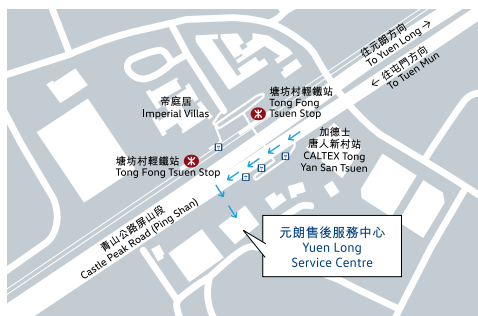 往元朗方向
To Yuen Long
往屯門方向
To Tuen Mun
帝庭居
Imperial Villas
塘坊村輕鐵站
Tong Fong
Tsuen Stop
加德士
唐人新村站
CALTEX Tong
Yan San Tsuen
塘坊村輕鐵站
Tong Fong Tsuen Stop
青山公路屏山段
Castle Peak Road (Ping Shan)
元朗售後服務中心
Yuen Long
Service Centre